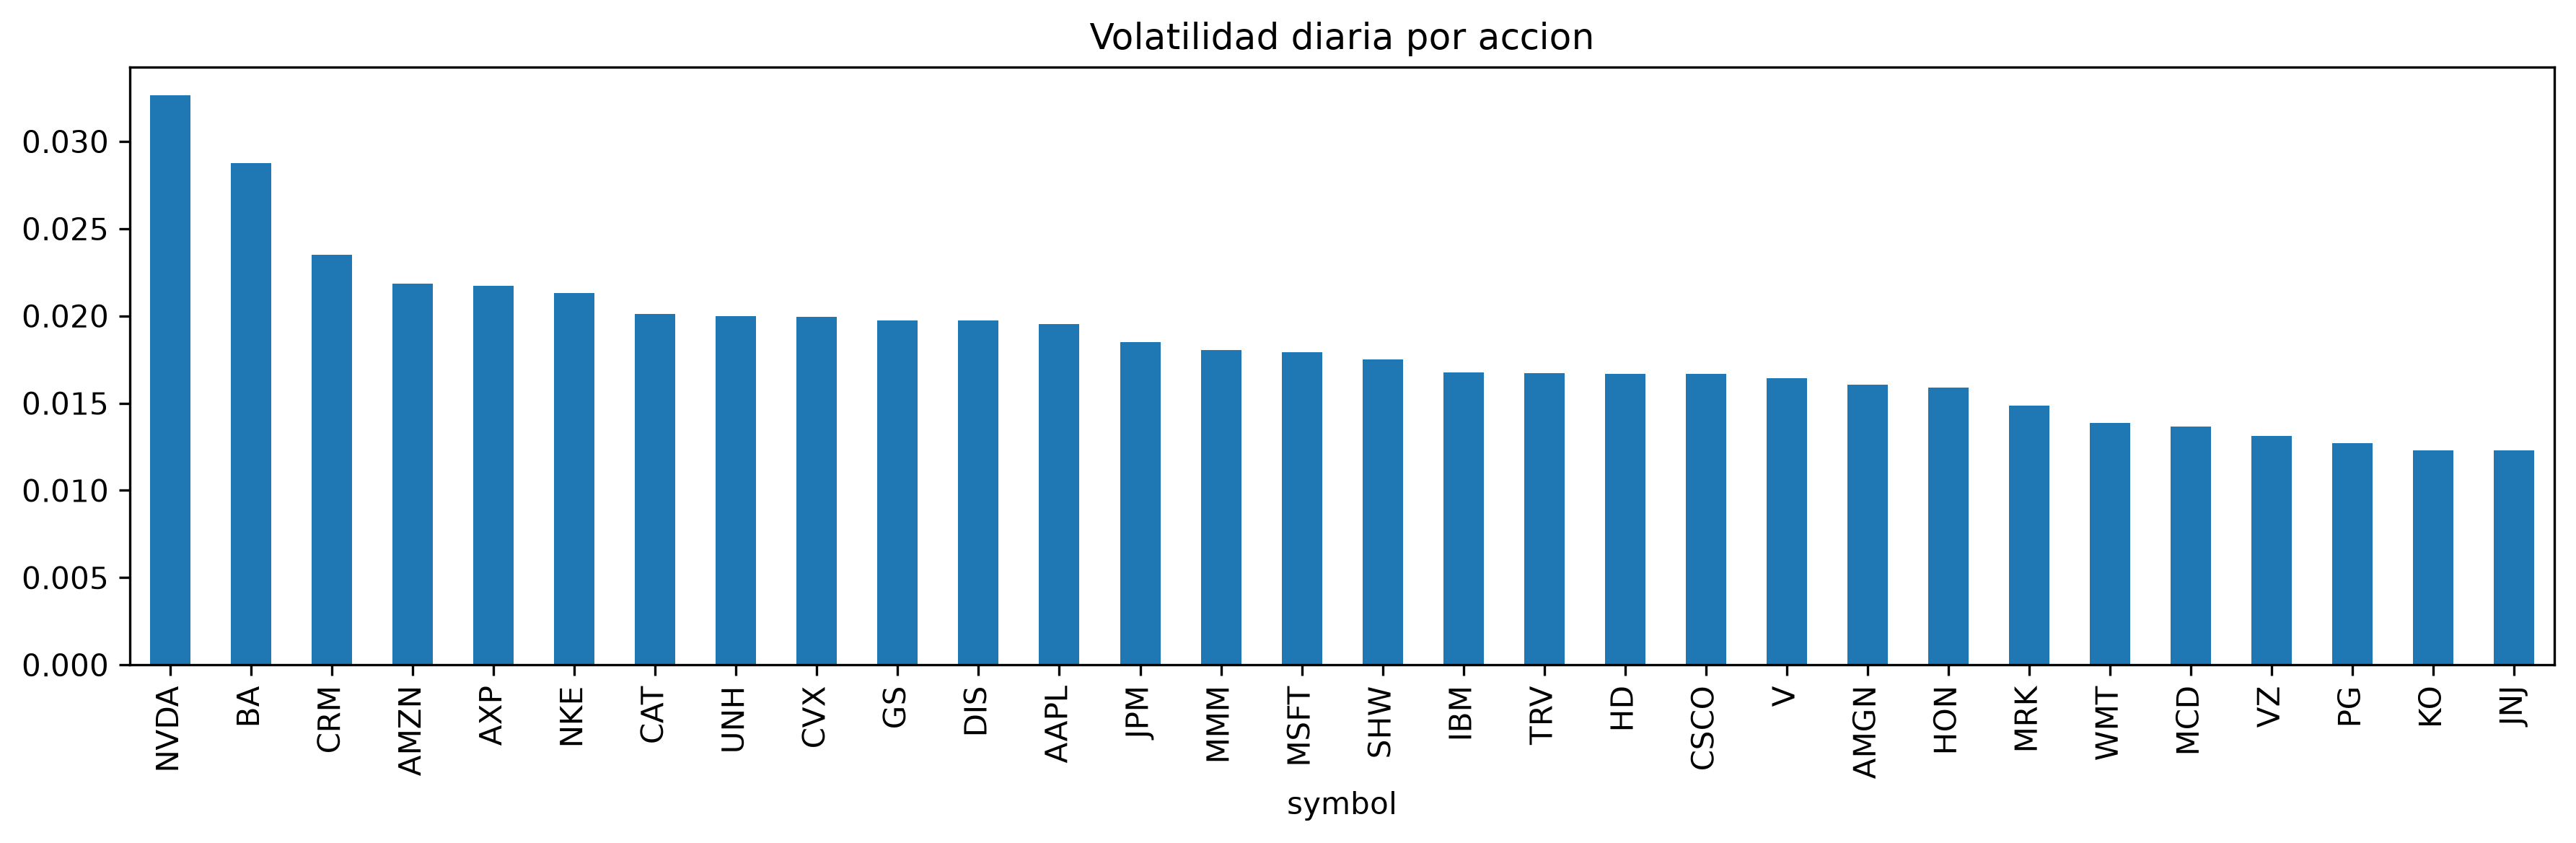 Volatilidad diaria por accion
0.030
0.025
0.020
0.015
0.010
0.005
0.000
NVDA
BA
CRM
AMZN
AXP
NKE
CAT
UNH
CVX
GS
DIS
AAPL
JPM
MMM
MSFT
SHW
IBM
TRV
HD
CSCO
V
AMGN
HON
MRK
WMT
MCD
VZ
PG
KO
JNJ
symbol